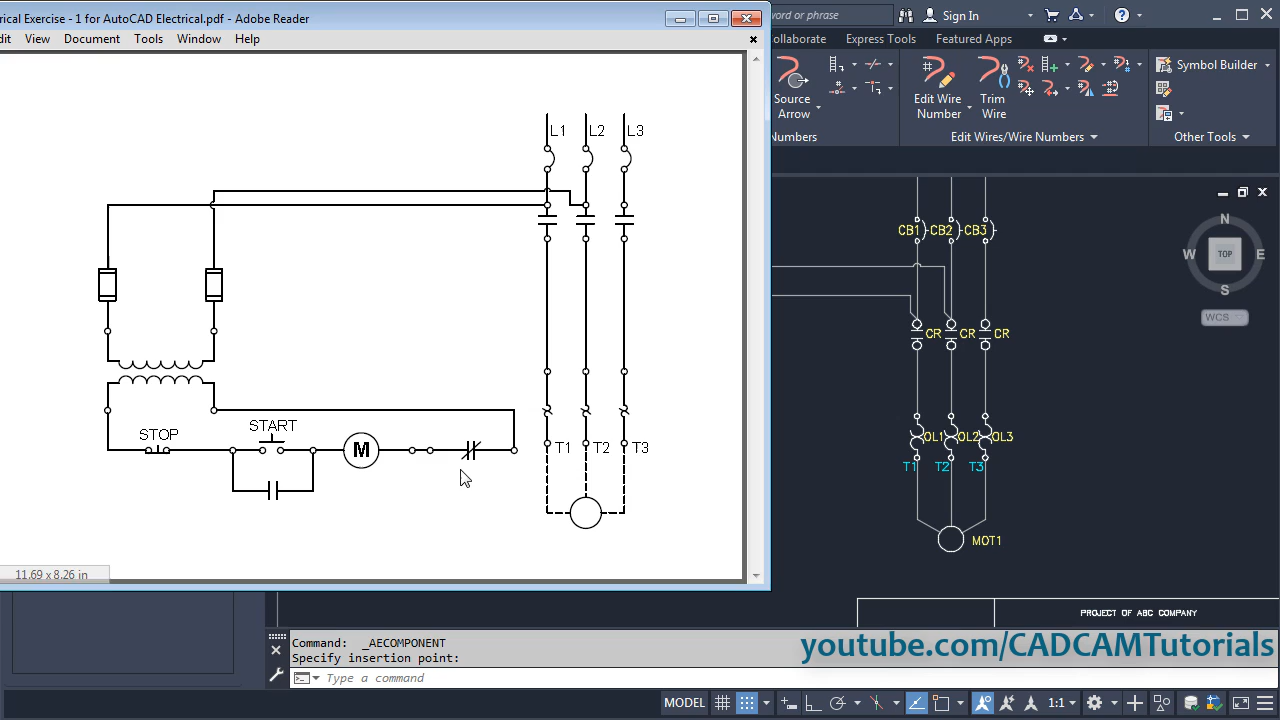 rical Exercise - 1 for AutoCAD Electrical.pdf - Adobe Reader
dit View Document Tools Window Help
L1 L2 L3
STOP START
M
T1 T2 T3
11.69 x 8.26 in
or phrase
Sign In
ollaborate Express Tools Featured Apps
Source Arrow
Edit Wire Number
Trim Wire
Symbol Builder
Numbers
Edit Wires/Wire Numbers
Other Tools
N
W TOP E
S
WCS
CB1 CB2 CB3
CR CR CR
OL1 OL2 OL3
T1 T2 T3
MOT1
PROJECT OF ABC COMPANY
Command: _AECOMPONENT
Specify insertion point:
Type a command
youtube.com/CADCAMTutorials
MODEL
1:1